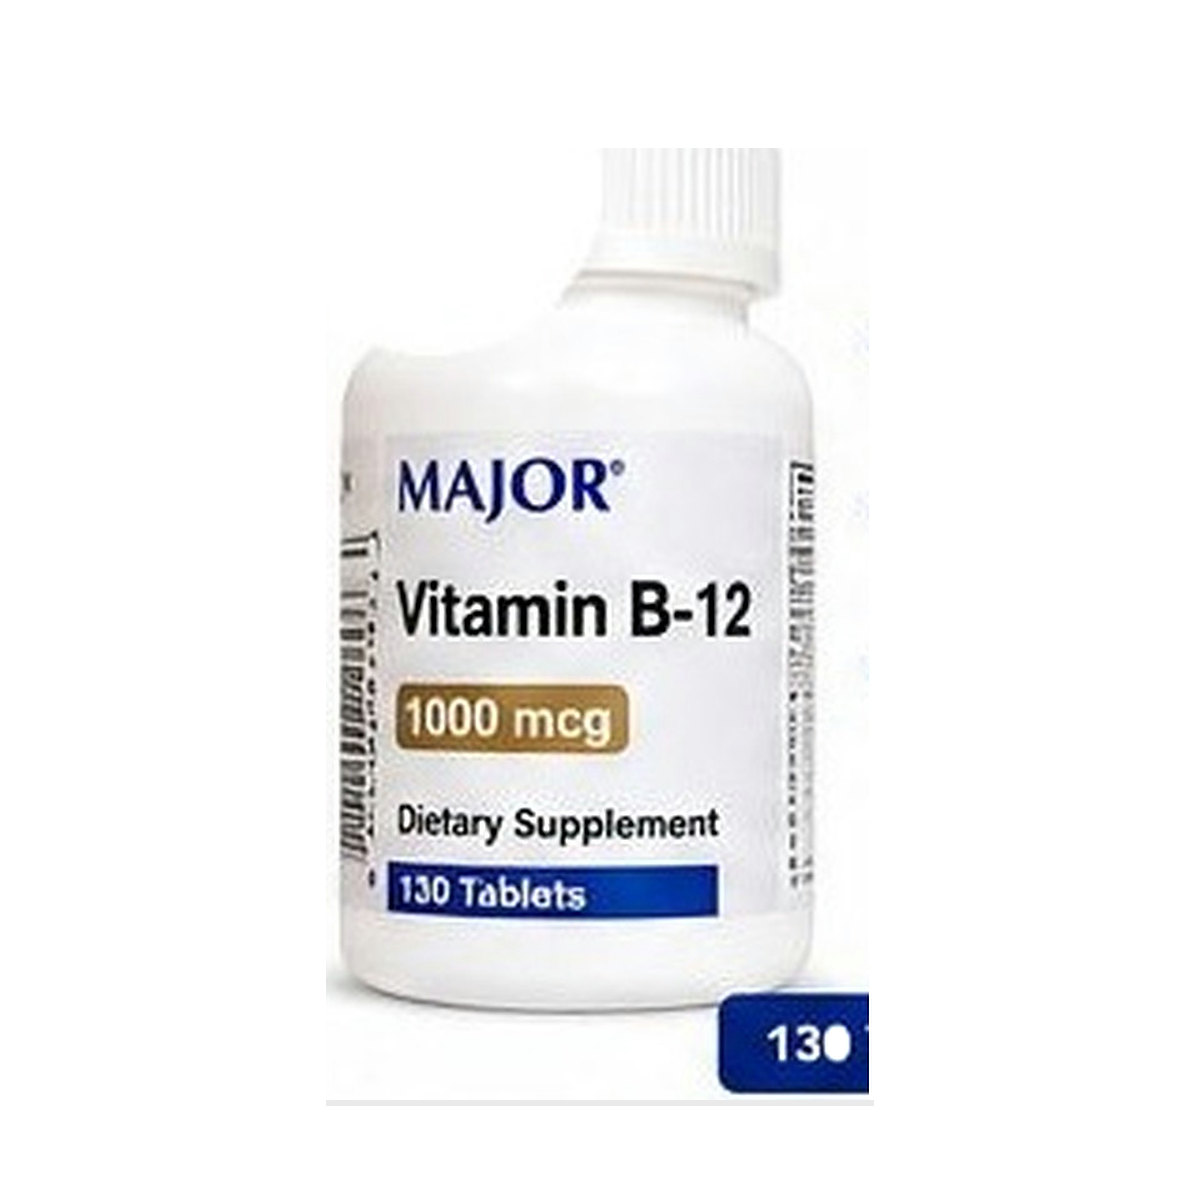 MAJOR®
Vitamin B-12
1000 mcg
Dietary Supplement
130 Tablets
130